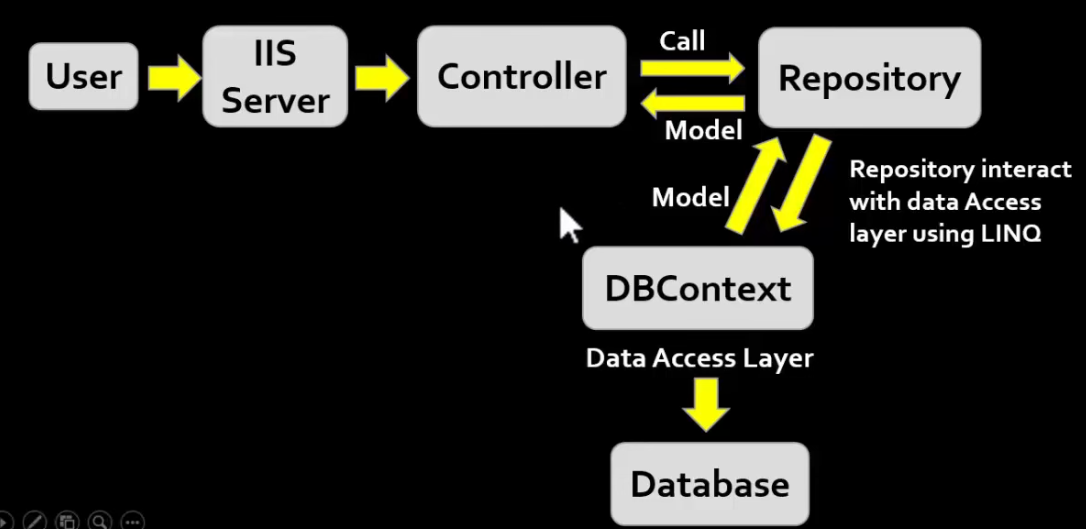 User
IIS
Server
Controller
Call
Model
Repository
Model
Repository interact
with data Access
layer using LINQ
DBContext
Data Access Layer
Database